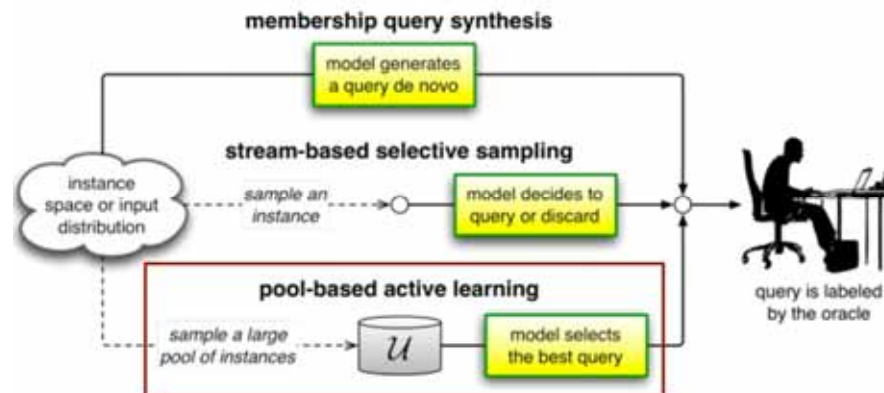 membership query synthesis
model generates
a query de novo
stream-based selective sampling
instance
space or input
distribution
sample an
instance
model decides to
query or discard
pool-based active learning
sample a large
pool of instances
U
model selects
the best query
query is labeled
by the oracle